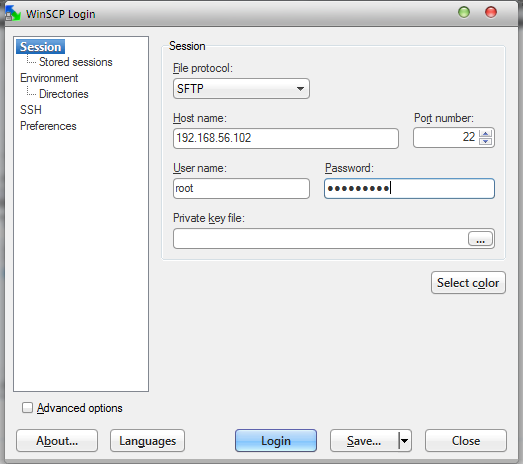 WinSCP Login
Session
Stored sessions
Environment
Directories
SSH
Preferences
Session
File protocol:
SFTP
Host name:
Port number:
192.168.56.102
22
User name:
Password:
root
●●●●●●●●●
Private key file:
...
Select color
Advanced options
About...
Languages
Login
Save...
Close